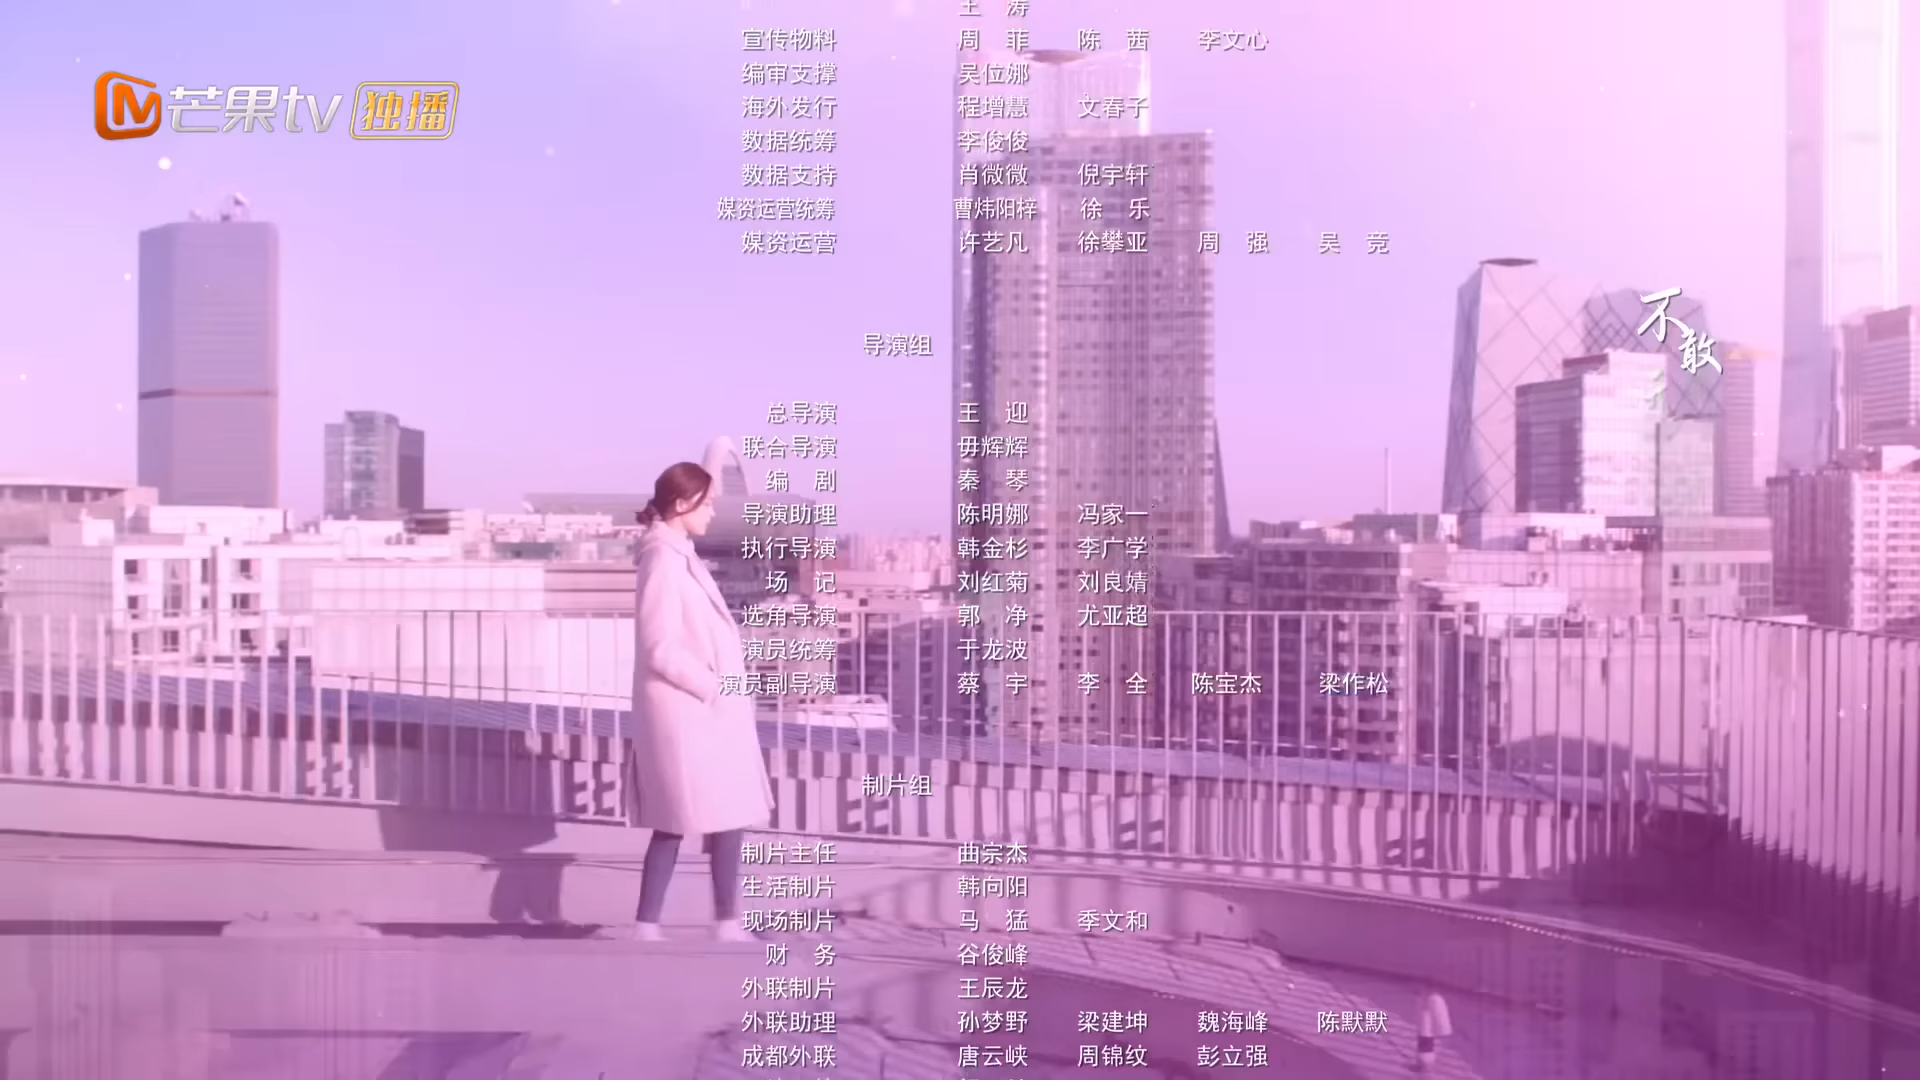 王 涛
宣传物料 周 菲 陈 茜 李文心
编审支撑 吴位娜
海外发行 程增慧 文春子
数据统筹 李俊俊
数据支持 肖微微 倪宇轩
媒资运营统筹 曹炜阳梓 徐 乐
媒资运营 许艺凡 徐攀亚 周 强 吴 竞
芒果tv 独播
不敢
导演组
总导演 王 迎
联合导演 毋辉辉
编 剧 秦 琴
导演助理 陈明娜 冯家一
执行导演 韩金杉 李广学
场 记 刘红菊 刘良婧
选角导演 郭 净 尤亚超
演员统筹 于龙波
演员副导演 蔡 宇 李 全 陈宝杰 梁作松
制片组
制片主任 曲宗杰
生活制片 韩向阳
现场制片 马 猛 季文和
财 务 谷俊峰
外联制片 王辰龙
外联助理 孙梦野 梁建坤 魏海峰 陈默默
成都外联 唐云峡 周锦纹 彭立强